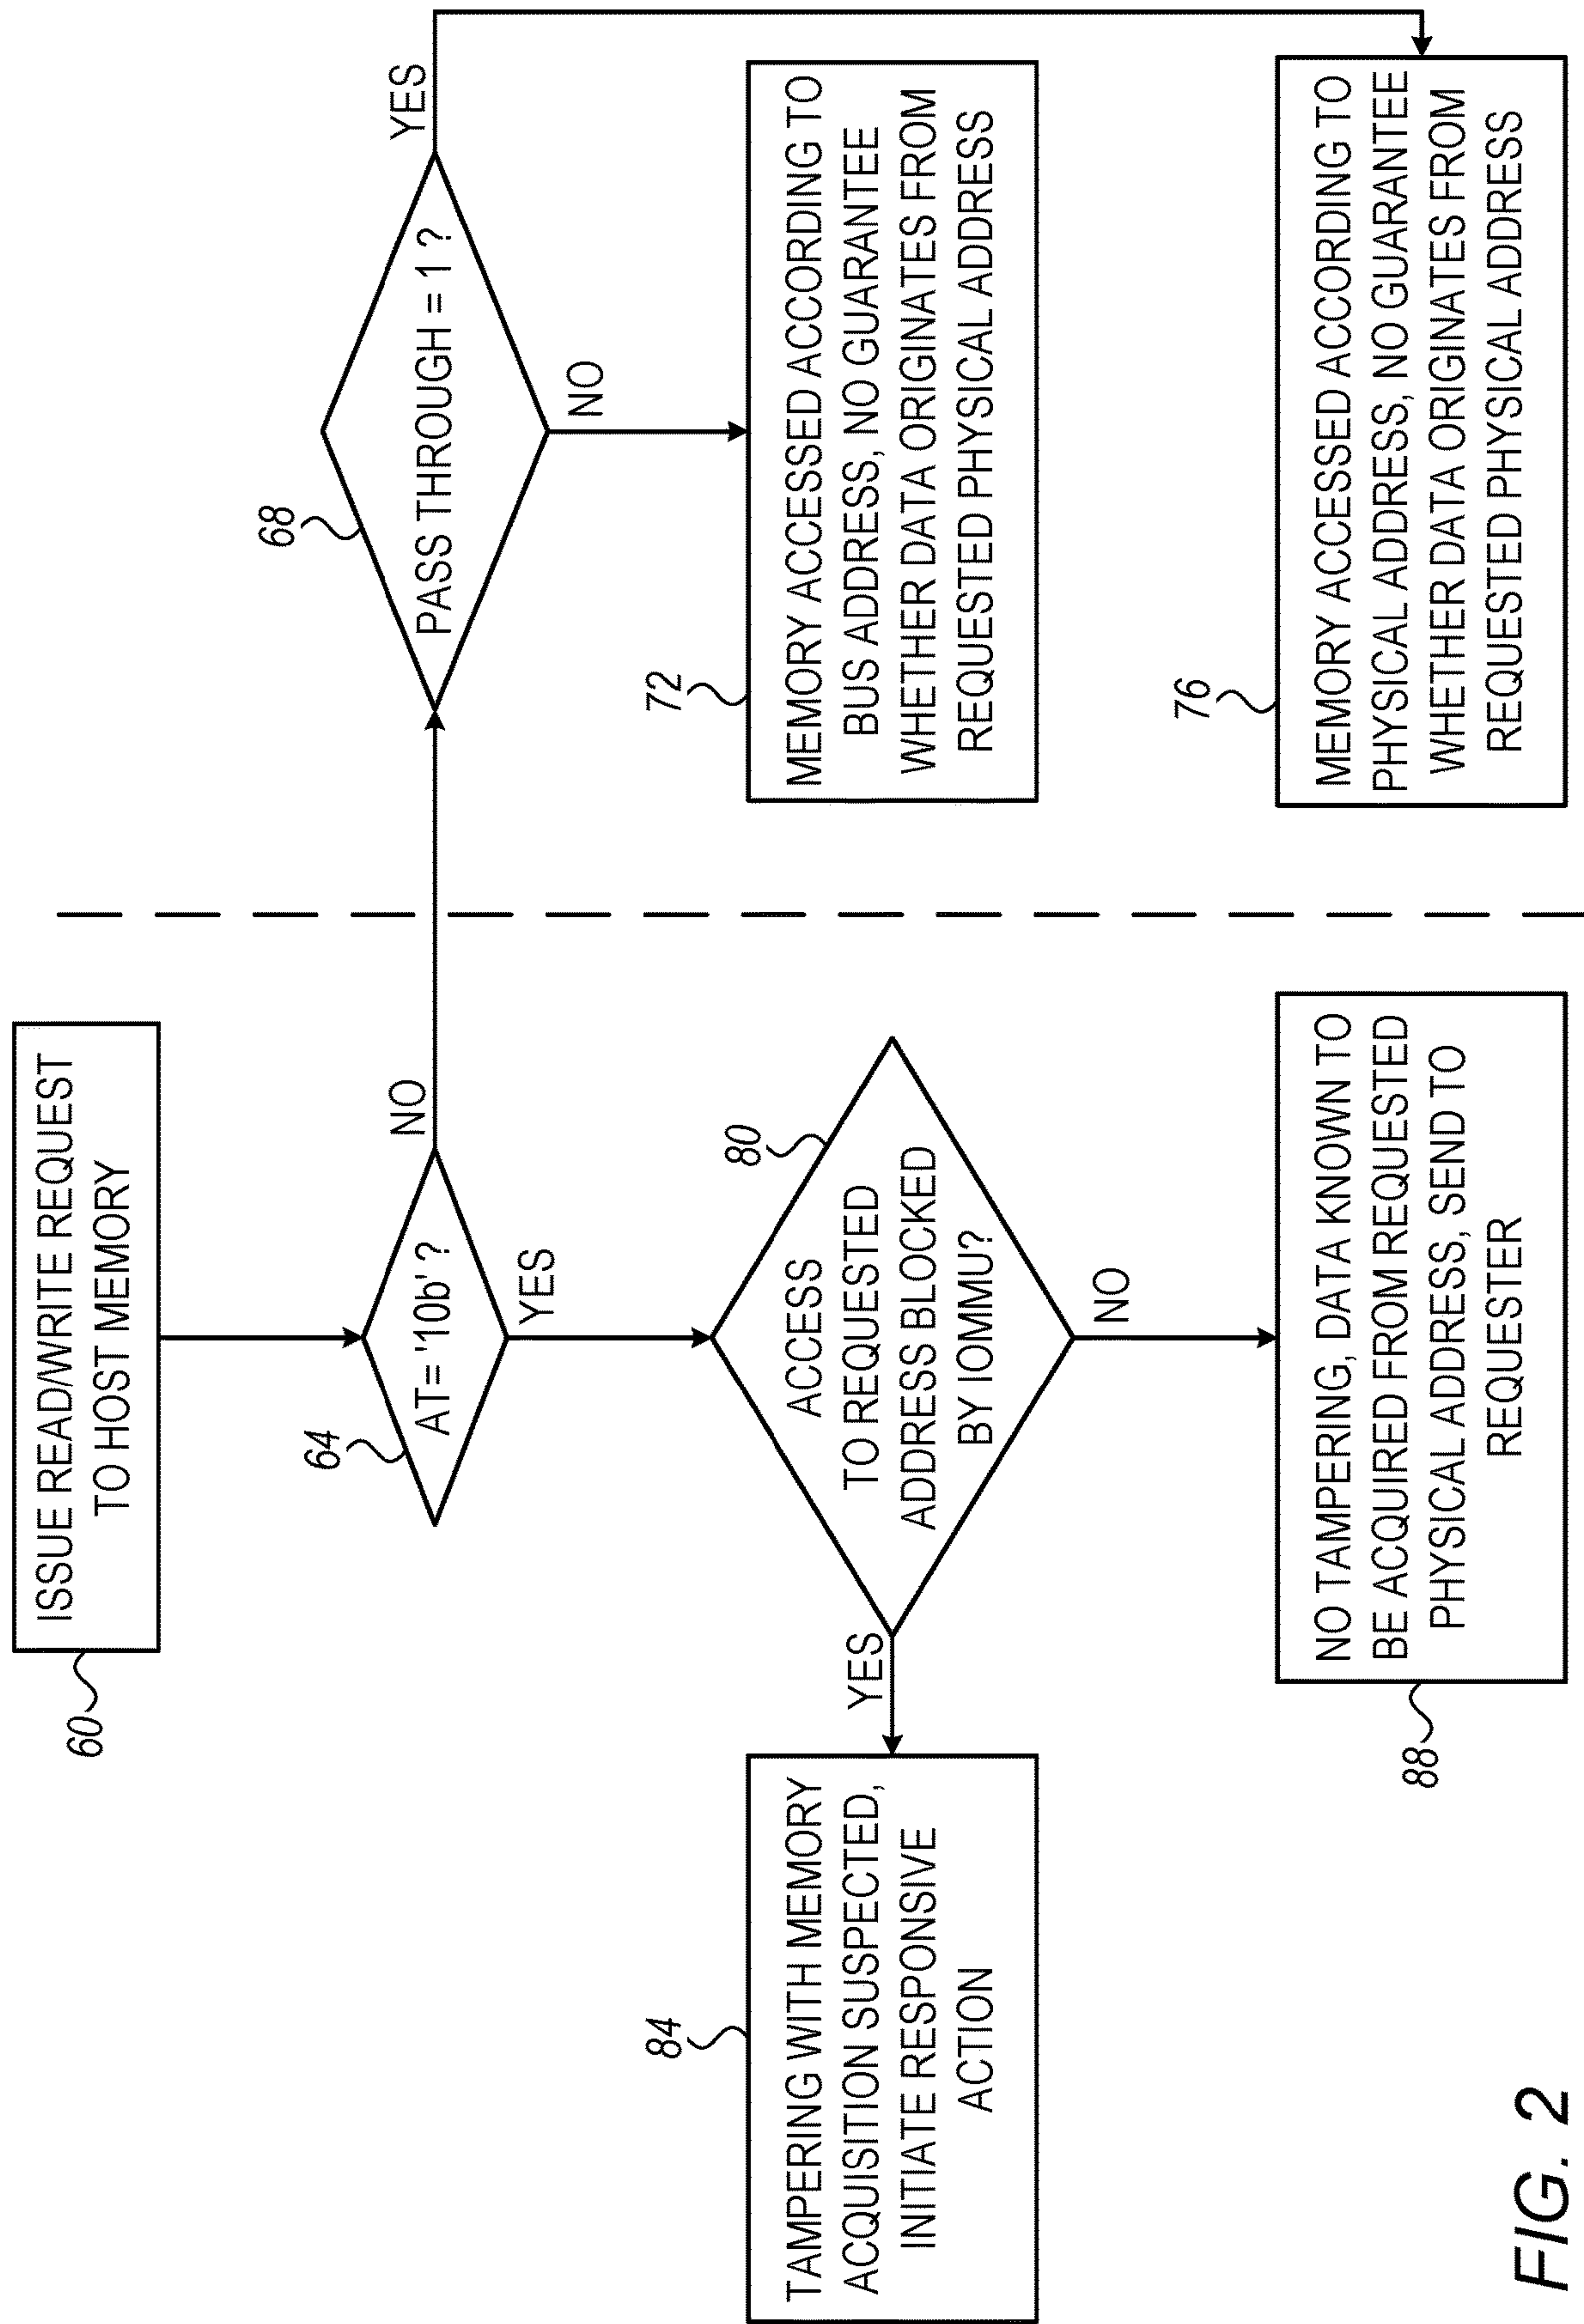 ISSUE READ/WRITE REQUEST
TO HOST MEMORY
60
64
AT= '10b' ?
NO
YES
68
PASS THROUGH = 1 ?
YES
NO
72
MEMORY ACCESSED ACCORDING TO
BUS ADDRESS, NO GUARANTEE
WHETHER DATA ORIGINATES FROM
REQUESTED PHYSICAL ADDRESS
76
MEMORY ACCESSED ACCORDING TO
PHYSICAL ADDRESS, NO GUARANTEE
WHETHER DATA ORIGINATES FROM
REQUESTED PHYSICAL ADDRESS
80
ACCESS
TO REQUESTED
ADDRESS BLOCKED
BY IOMMU?
YES
NO
84
TAMPERING WITH MEMORY
ACQUISITION SUSPECTED,
INITIATE RESPONSIVE
ACTION
88
NO TAMPERING, DATA KNOWN TO
BE ACQUIRED FROM REQUESTED
PHYSICAL ADDRESS, SEND TO
REQUESTER
FIG. 2